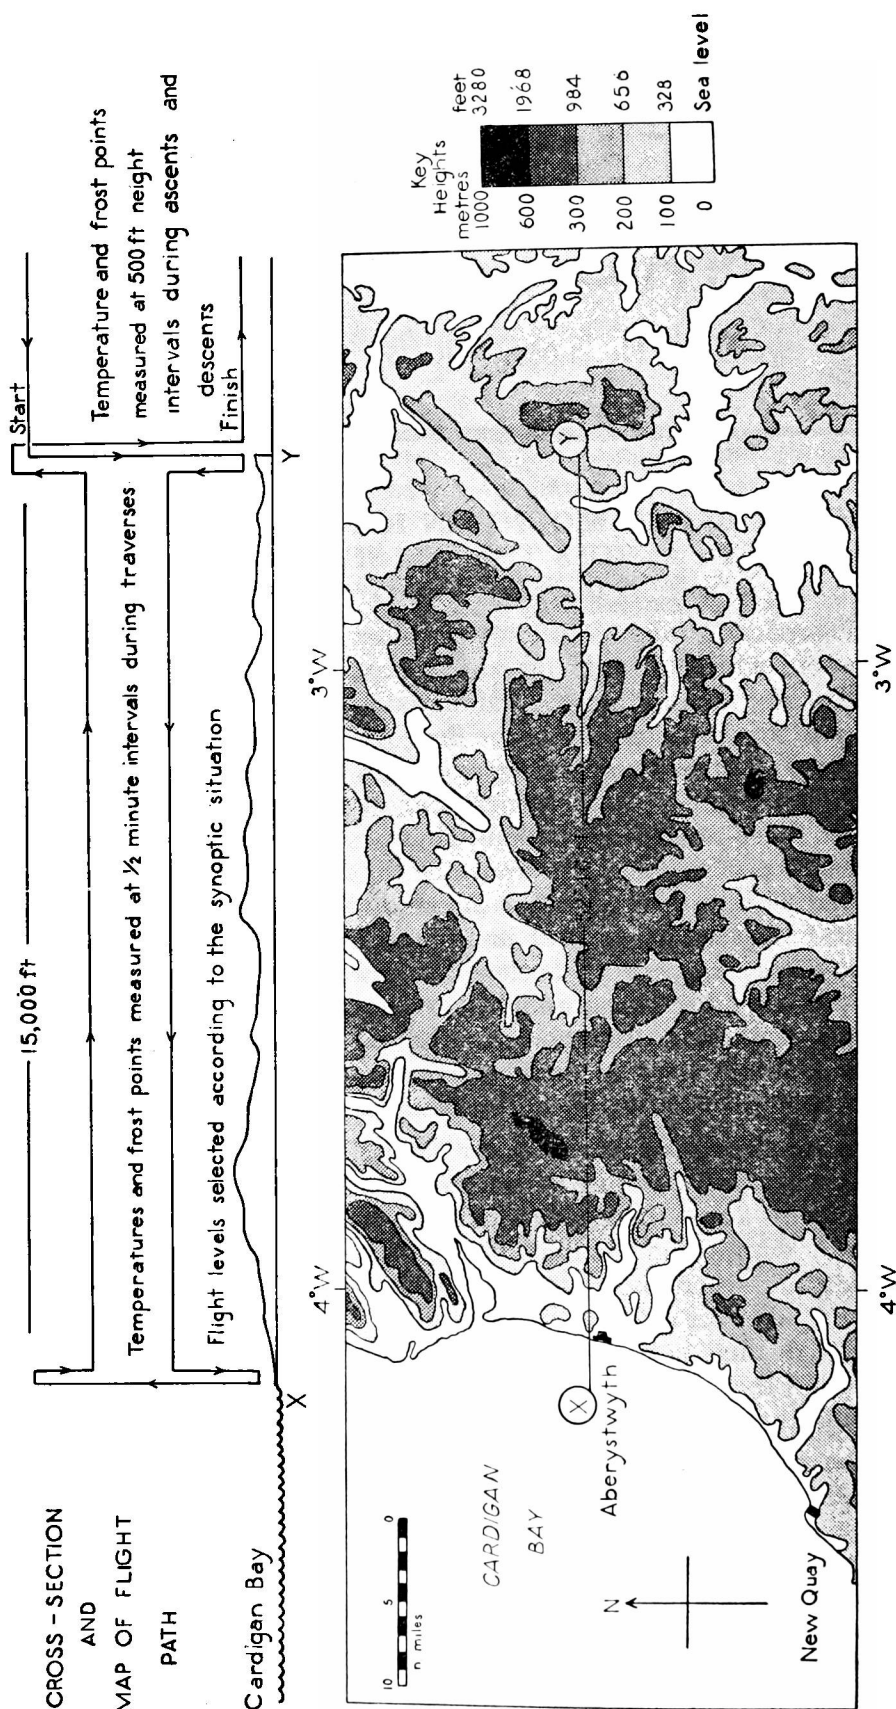 CROSS-SECTION
AND
MAP OF FLIGHT
PATH
Cardigan Bay
X
15,000 ft
Temperatures and frost points measured at ½ minute intervals during traverses
Flight levels selected according to the synoptic situation
Start
Temperature and frost points
measured at 500 ft height
intervals during ascents and
descents
Finish
Y
Key
Heights
metres feet
1000 3280
600 1968
300 984
200 656
100 328
0 Sea level
4°W
3°W
10 5 0
n miles
CARDIGAN
BAY
N
X
Y
Aberystwyth
New Quay
4°W
3°W